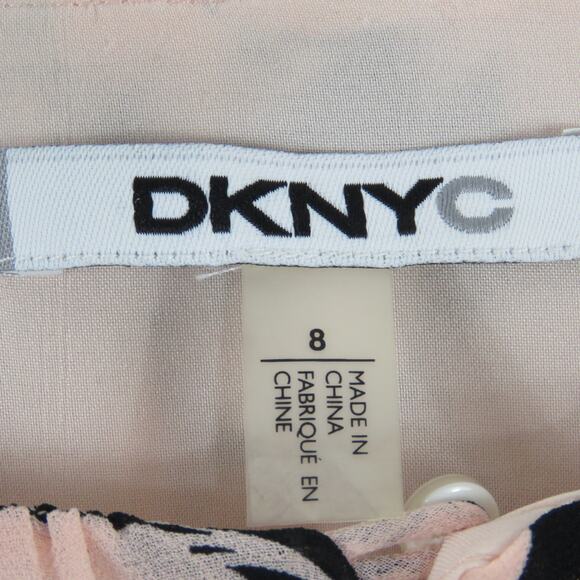 DKNYC
8
MADE IN
CHINA
FABRIQUÉ EN
CHINE